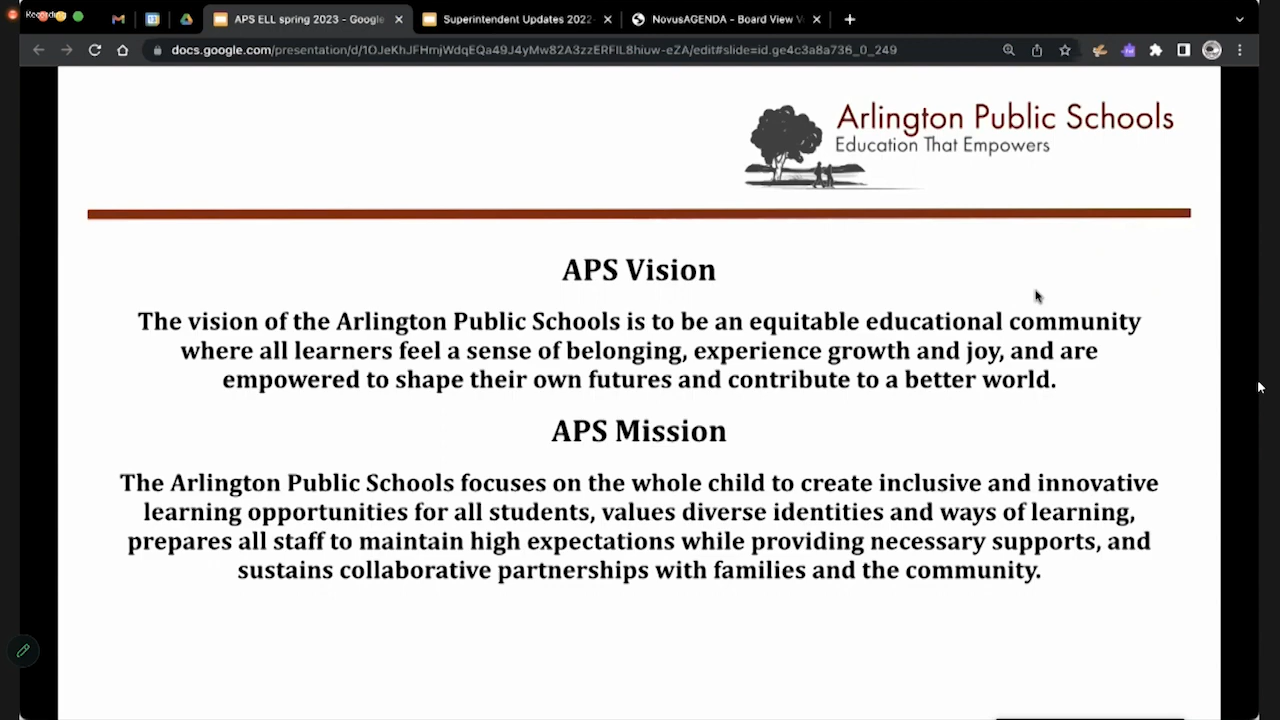 Recording
APS ELL spring 2023 - Google
Superintendent Updates 2022-
NovusAGENDA - Board View V
docs.google.com/presentation/d/1OJeKhJFHmjWdqEQa49J4yMw82A3zzERFIL8hiuw-eZA/edit#slide=id.ge4c3a8a736_0_249
Arlington Public Schools
Education That Empowers
APS Vision
The vision of the Arlington Public Schools is to be an equitable educational community
where all learners feel a sense of belonging, experience growth and joy, and are
empowered to shape their own futures and contribute to a better world.
APS Mission
The Arlington Public Schools focuses on the whole child to create inclusive and innovative
learning opportunities for all students, values diverse identities and ways of learning,
prepares all staff to maintain high expectations while providing necessary supports, and
sustains collaborative partnerships with families and the community.